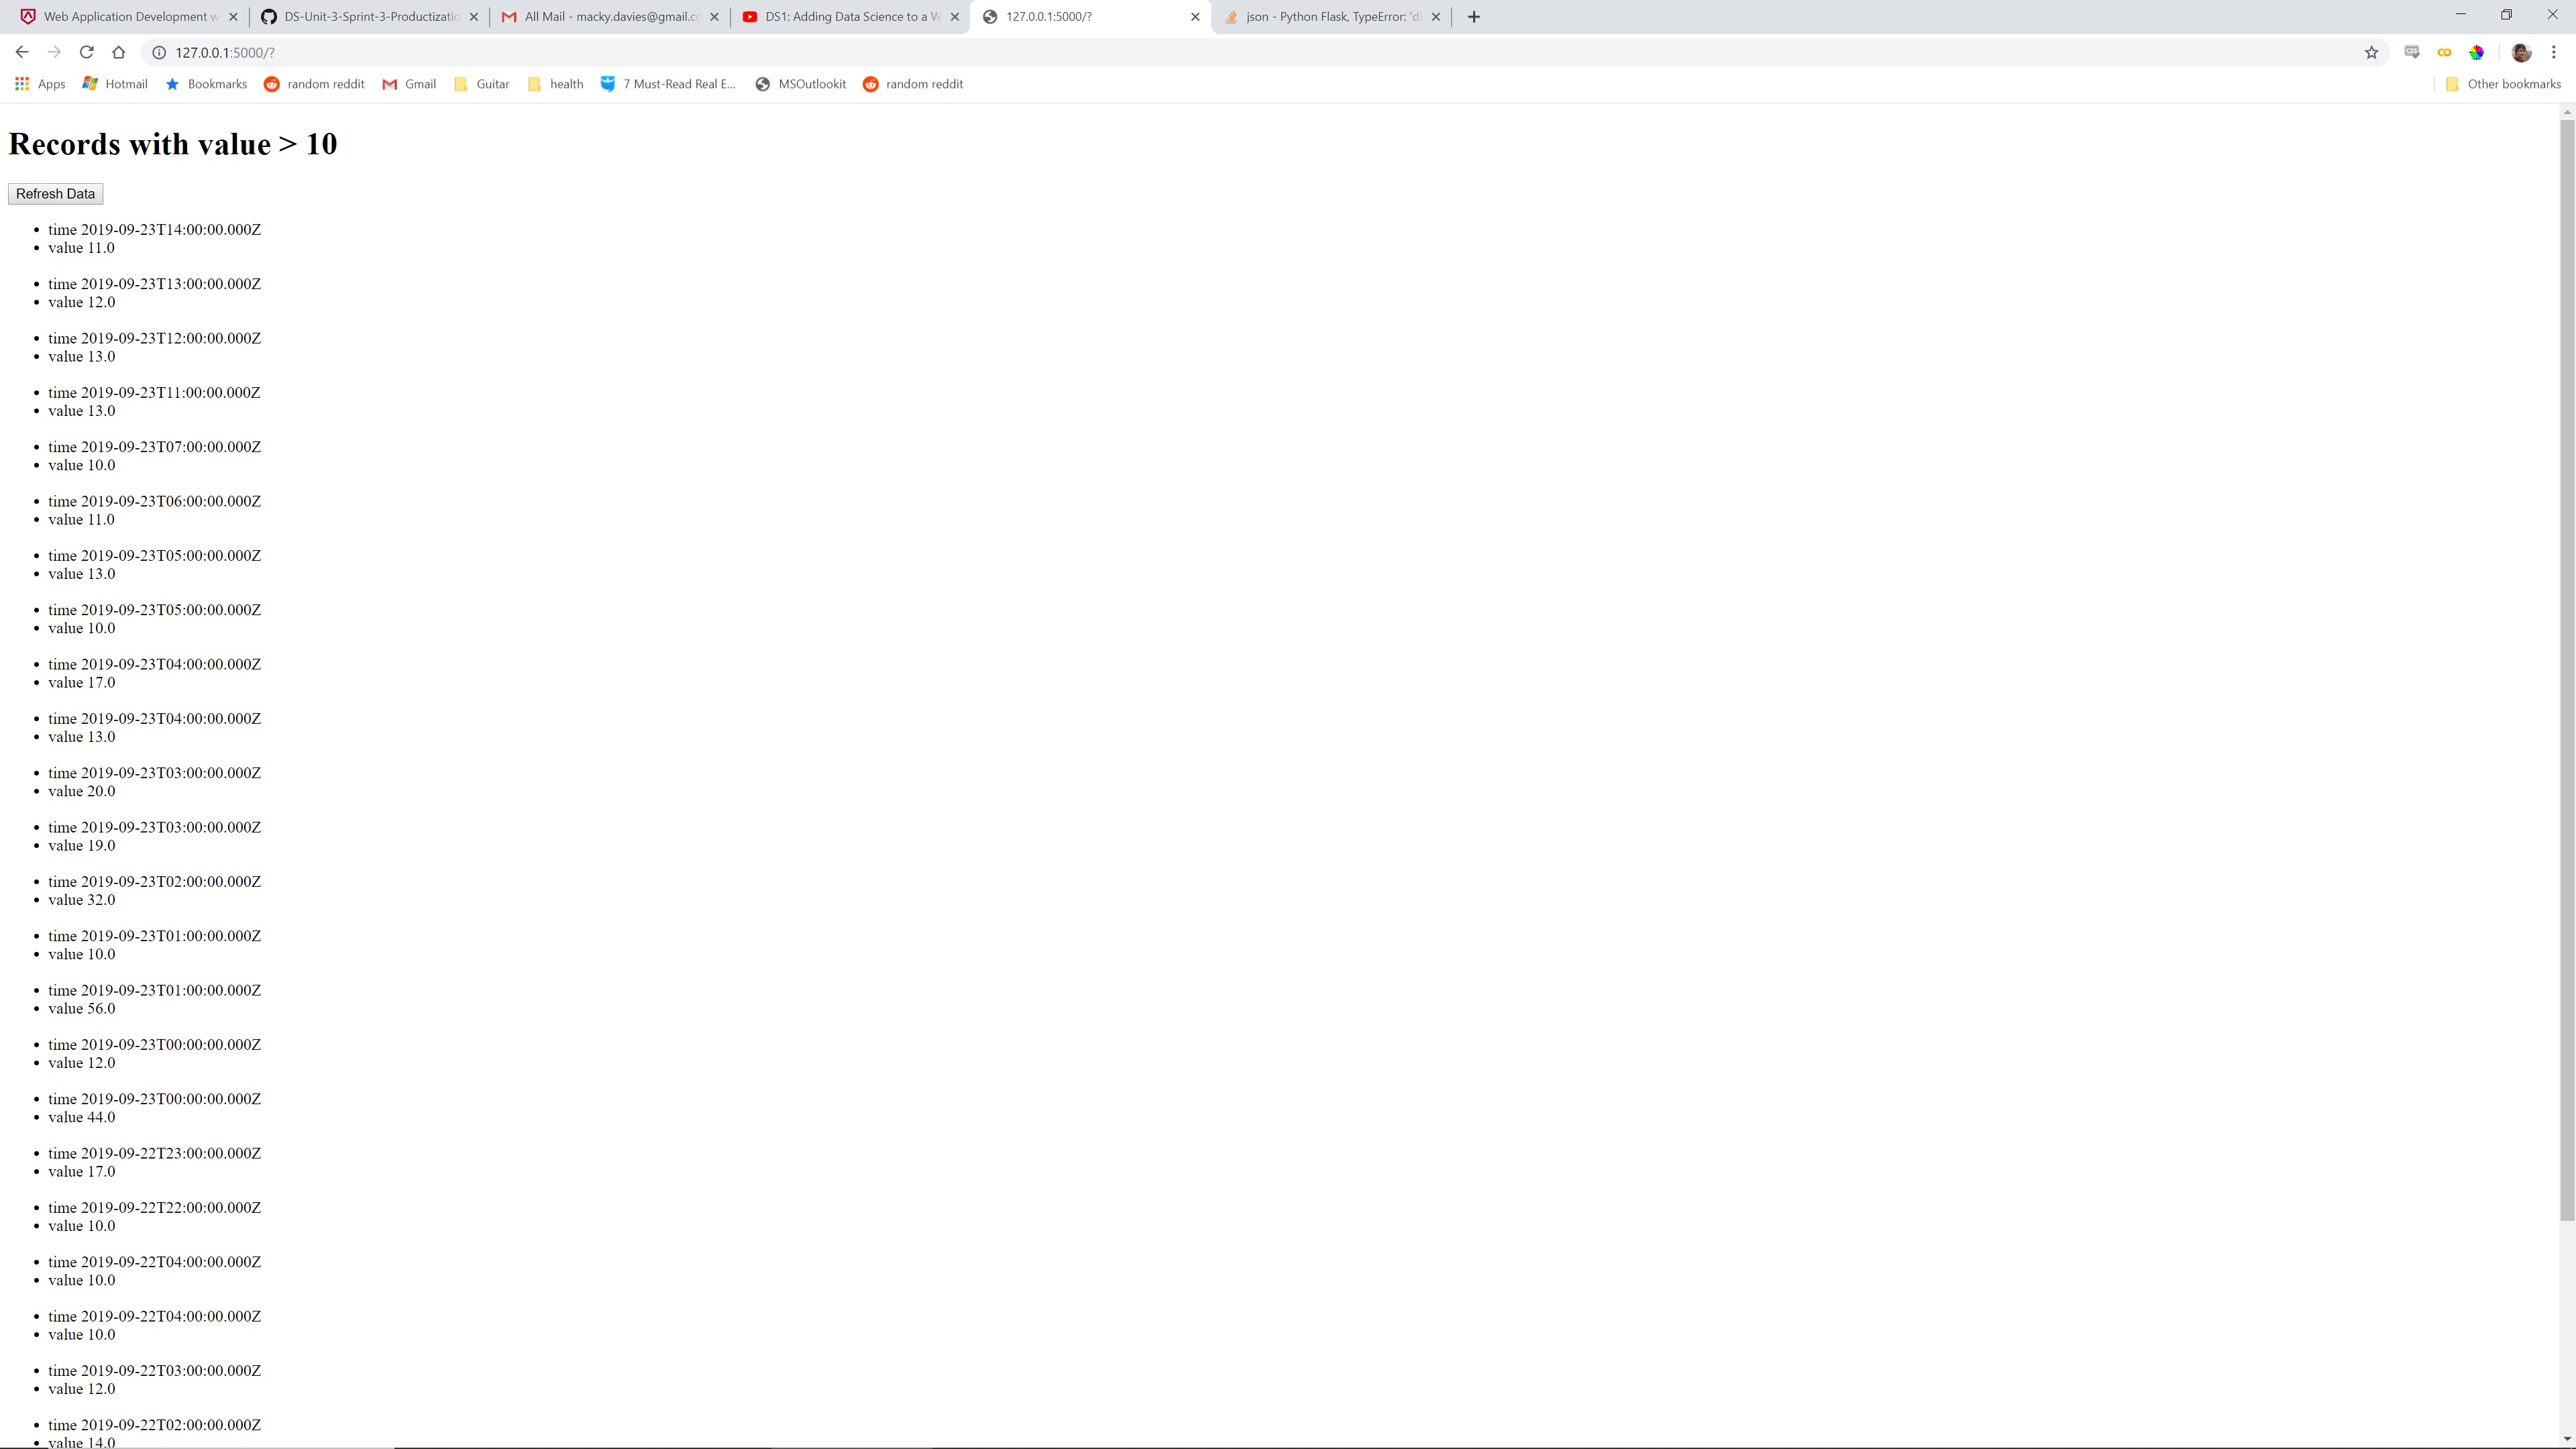 Web Application Development w
DS-Unit-3-Sprint-3-Productizatio
All Mail - macky.davies@gmail.co
DS1: Adding Data Science to a W
127.0.0.1:5000/?
json - Python Flask, TypeError: 'di
127.0.0.1:5000/?
Apps
Hotmail
Bookmarks
random reddit
Gmail
Guitar
health
7 Must-Read Real E...
MSOutlookit
random reddit
Other bookmarks
Records with value > 10
Refresh Data
time 2019-09-23T14:00:00.000Z
value 11.0
time 2019-09-23T13:00:00.000Z
value 12.0
time 2019-09-23T12:00:00.000Z
value 13.0
time 2019-09-23T11:00:00.000Z
value 13.0
time 2019-09-23T07:00:00.000Z
value 10.0
time 2019-09-23T06:00:00.000Z
value 11.0
time 2019-09-23T05:00:00.000Z
value 13.0
time 2019-09-23T05:00:00.000Z
value 10.0
time 2019-09-23T04:00:00.000Z
value 17.0
time 2019-09-23T04:00:00.000Z
value 13.0
time 2019-09-23T03:00:00.000Z
value 20.0
time 2019-09-23T03:00:00.000Z
value 19.0
time 2019-09-23T02:00:00.000Z
value 32.0
time 2019-09-23T01:00:00.000Z
value 10.0
time 2019-09-23T01:00:00.000Z
value 56.0
time 2019-09-23T00:00:00.000Z
value 12.0
time 2019-09-23T00:00:00.000Z
value 44.0
time 2019-09-22T23:00:00.000Z
value 17.0
time 2019-09-22T22:00:00.000Z
value 10.0
time 2019-09-22T04:00:00.000Z
value 10.0
time 2019-09-22T04:00:00.000Z
value 10.0
time 2019-09-22T03:00:00.000Z
value 12.0
time 2019-09-22T02:00:00.000Z
value 14.0